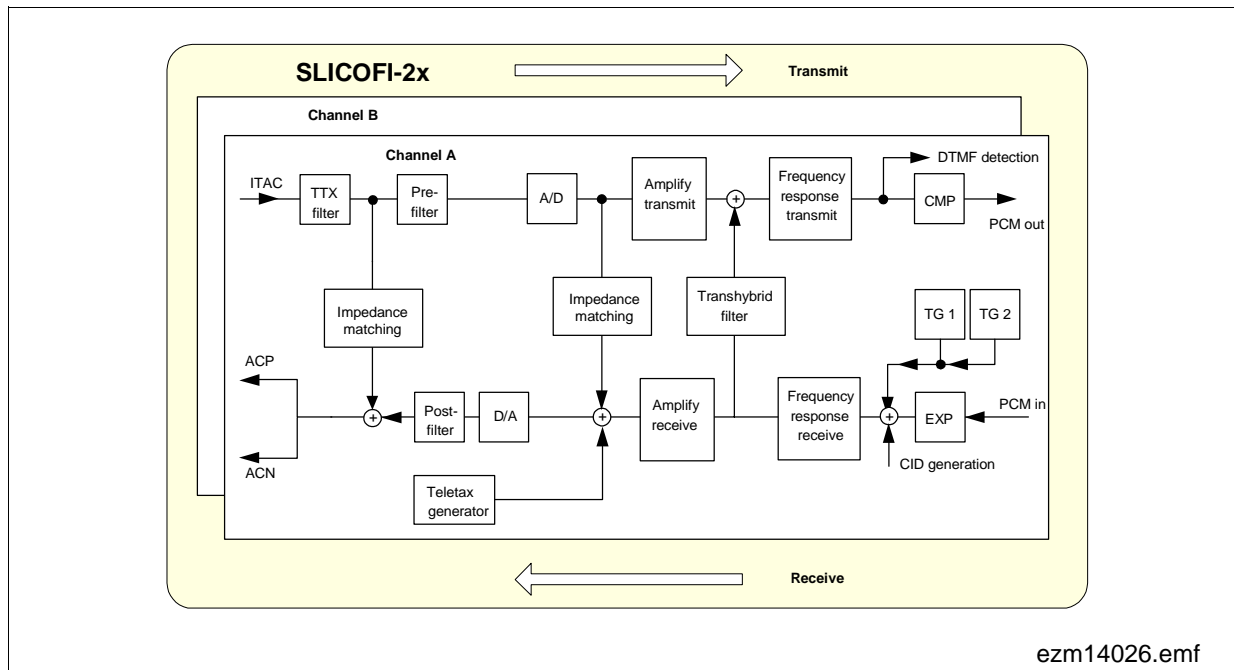 SLICOFI-2x
Transmit
Channel B
Channel A
ITAC
TTX
filter
Pre-
filter
A/D
Amplify
transmit
Frequency
response
transmit
DTMF detection
CMP
PCM out
Impedance
matching
Impedance
matching
Transhybrid
filter
TG 1
TG 2
ACP
ACN
Post-
filter
D/A
Amplify
receive
Frequency
response
receive
EXP
PCM in
CID generation
Teletax
generator
Receive
ezm14026.emf